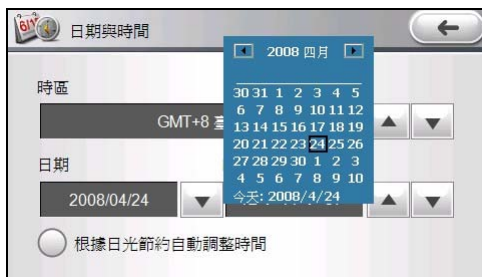 日期與時間
2008 四月
30 31 1 2 3 4 5
6 7 8 9 10 11 12
13 14 15 16 17 18 19
20 21 22 23 24 25 26
27 28 29 30 1 2 3
4 5 6 7 8 9 10
今天: 2008/4/24
時區
GMT+8
日期
2008/04/24
根據日光節約自動調整時間